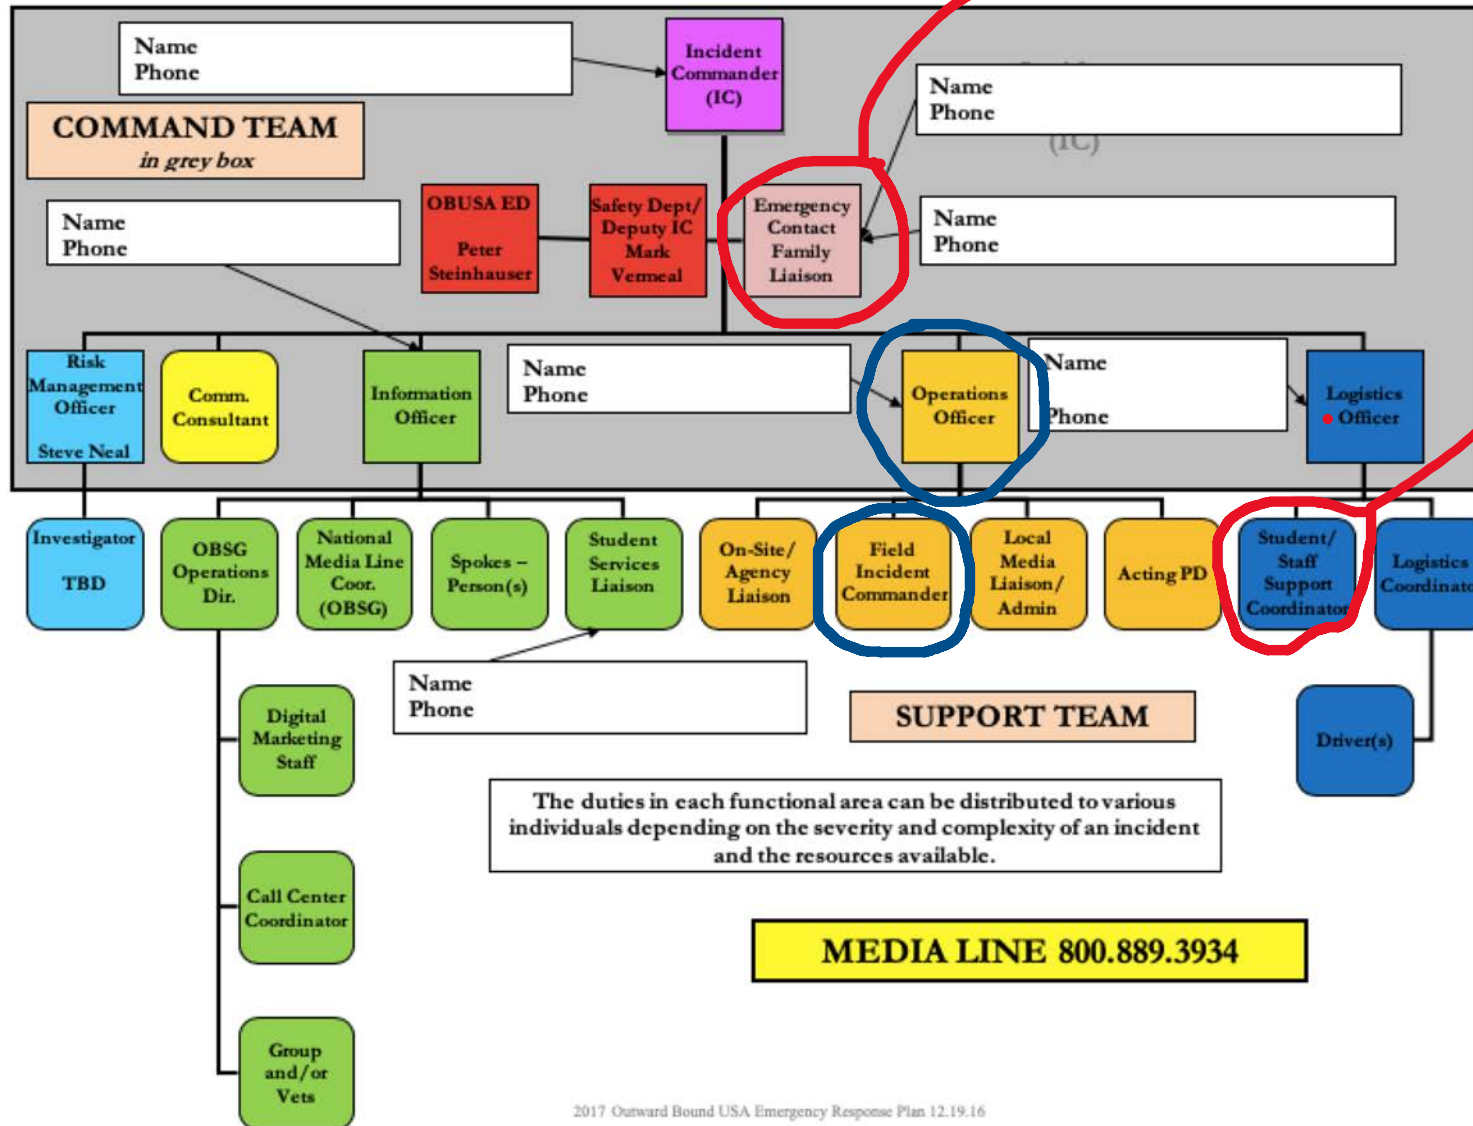 Name
Phone
Incident
Commander
(IC)
Name
Phone
(IC)
COMMAND TEAM
in grey box
Name
Phone
OBUSA ED
Peter
Steinhauser
Safety Dept/
Deputy IC
Mark
Vermeal
Emergency
Contact
Family
Liaison
Name
Phone
Risk
Management
Officer
Steve Neal
Comm.
Consultant
Information
Officer
Name
Phone
Operations
Officer
Name
Phone
Logistics
Officer
Investigator
TBD
OBSG
Operations
Dir.
National
Media Line
Coor.
(OBSG)
Spokes –
Person(s)
Student
Services
Liaison
On-Site/
Agency
Liaison
Field
Incident
Commander
Local
Media
Liaison/
Admin
Acting PD
Student/
Staff
Support
Coordinator
Logistics
Coordinato
Name
Phone
Digital
Marketing
Staff
SUPPORT TEAM
Driver(s)
The duties in each functional area can be distributed to various
individuals depending on the severity and complexity of an incident
and the resources available.
Call Center
Coordinator
MEDIA LINE 800.889.3934
Group
and/or
Vets
2017 Outward Bound USA Emergency Response Plan 12.19.16